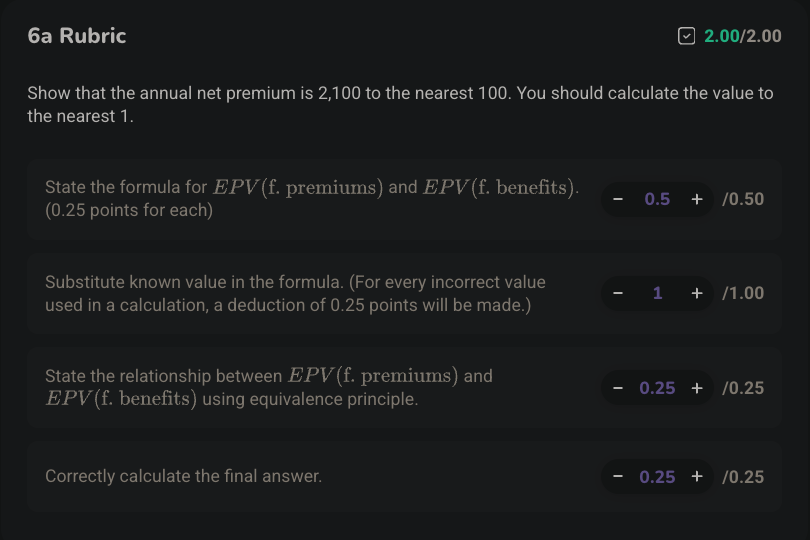 6a Rubric 2.00/2.00
Show that the annual net premium is 2,100 to the nearest 100. You should calculate the value to
the nearest 1.
State the formula for EPV(f. premiums) and EPV(f. benefits).
(0.25 points for each)
− 0.5 + /0.50
Substitute known value in the formula. (For every incorrect value
used in a calculation, a deduction of 0.25 points will be made.)
− 1 + /1.00
State the relationship between EPV(f. premiums) and
EPV(f. benefits) using equivalence principle.
− 0.25 + /0.25
Correctly calculate the final answer.
− 0.25 + /0.25